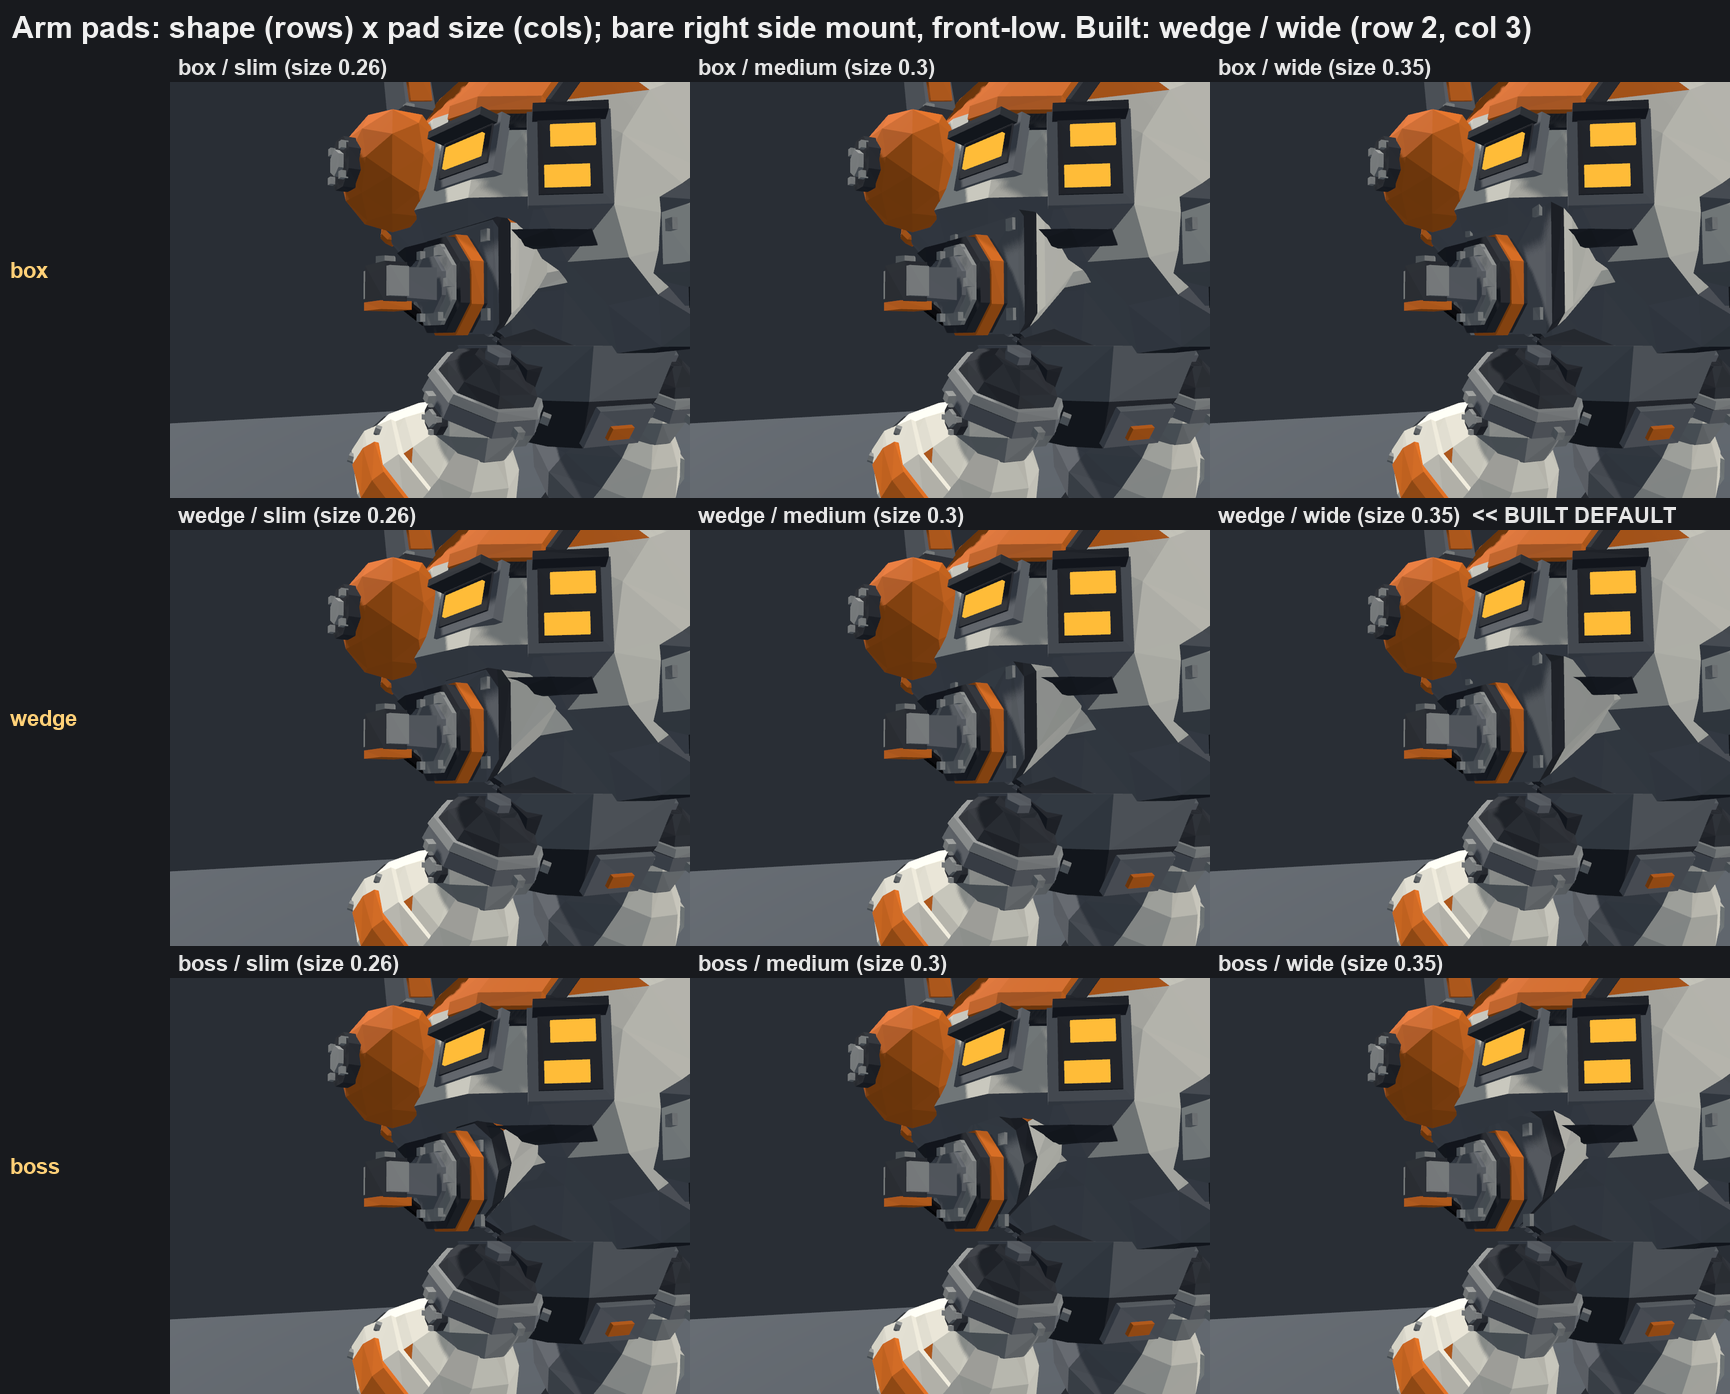 Arm pads: shape (rows) x pad size (cols); bare right side mount, front-low. Built: wedge / wide (row 2, col 3)
box / slim (size 0.26)
box / medium (size 0.3)
box / wide (size 0.35)
box
wedge / slim (size 0.26)
wedge / medium (size 0.3)
wedge / wide (size 0.35) << BUILT DEFAULT
wedge
boss / slim (size 0.26)
boss / medium (size 0.3)
boss / wide (size 0.35)
boss